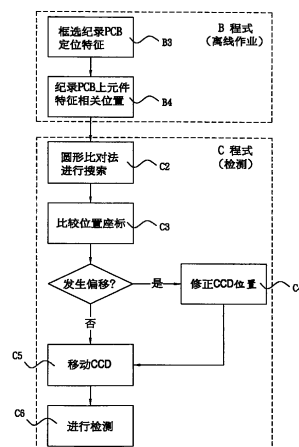 B 程式
(离线作业)
框选纪录PCB
定位特征
B3
纪录PCB上元件
特征相关位置
B4
C 程式
(检测)
圆形比对法
进行搜索
C2
比较位置座标
C3
发生偏移?
是
修正CCD位置
否
C5
移动CCD
C6
进行检测